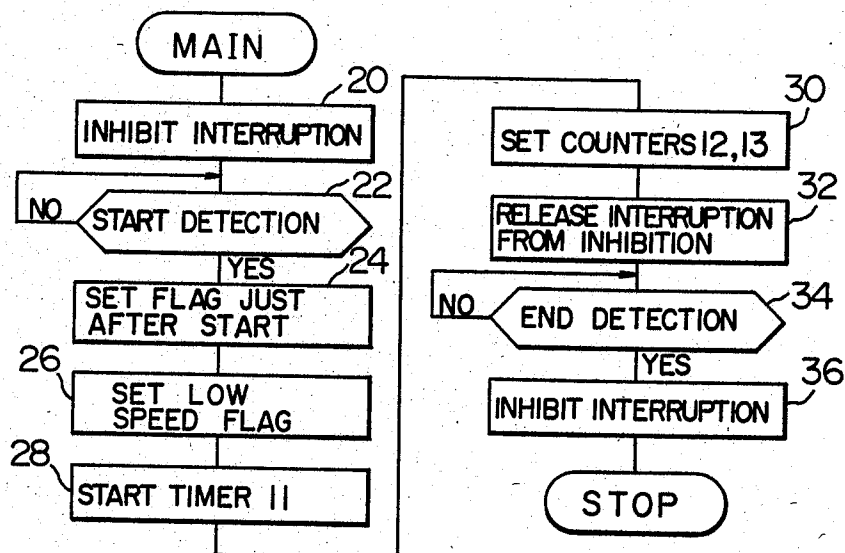 MAIN
20
INHIBIT INTERRUPTION
22
NO
START DETECTION
YES
24
SET FLAG JUST
AFTER START
26
SET LOW
SPEED FLAG
28
START TIMER 11
30
SET COUNTERS 12, 13
32
RELEASE INTERRUPTION
FROM INHIBITION
34
NO
END DETECTION
YES
36
INHIBIT INTERRUPTION
STOP